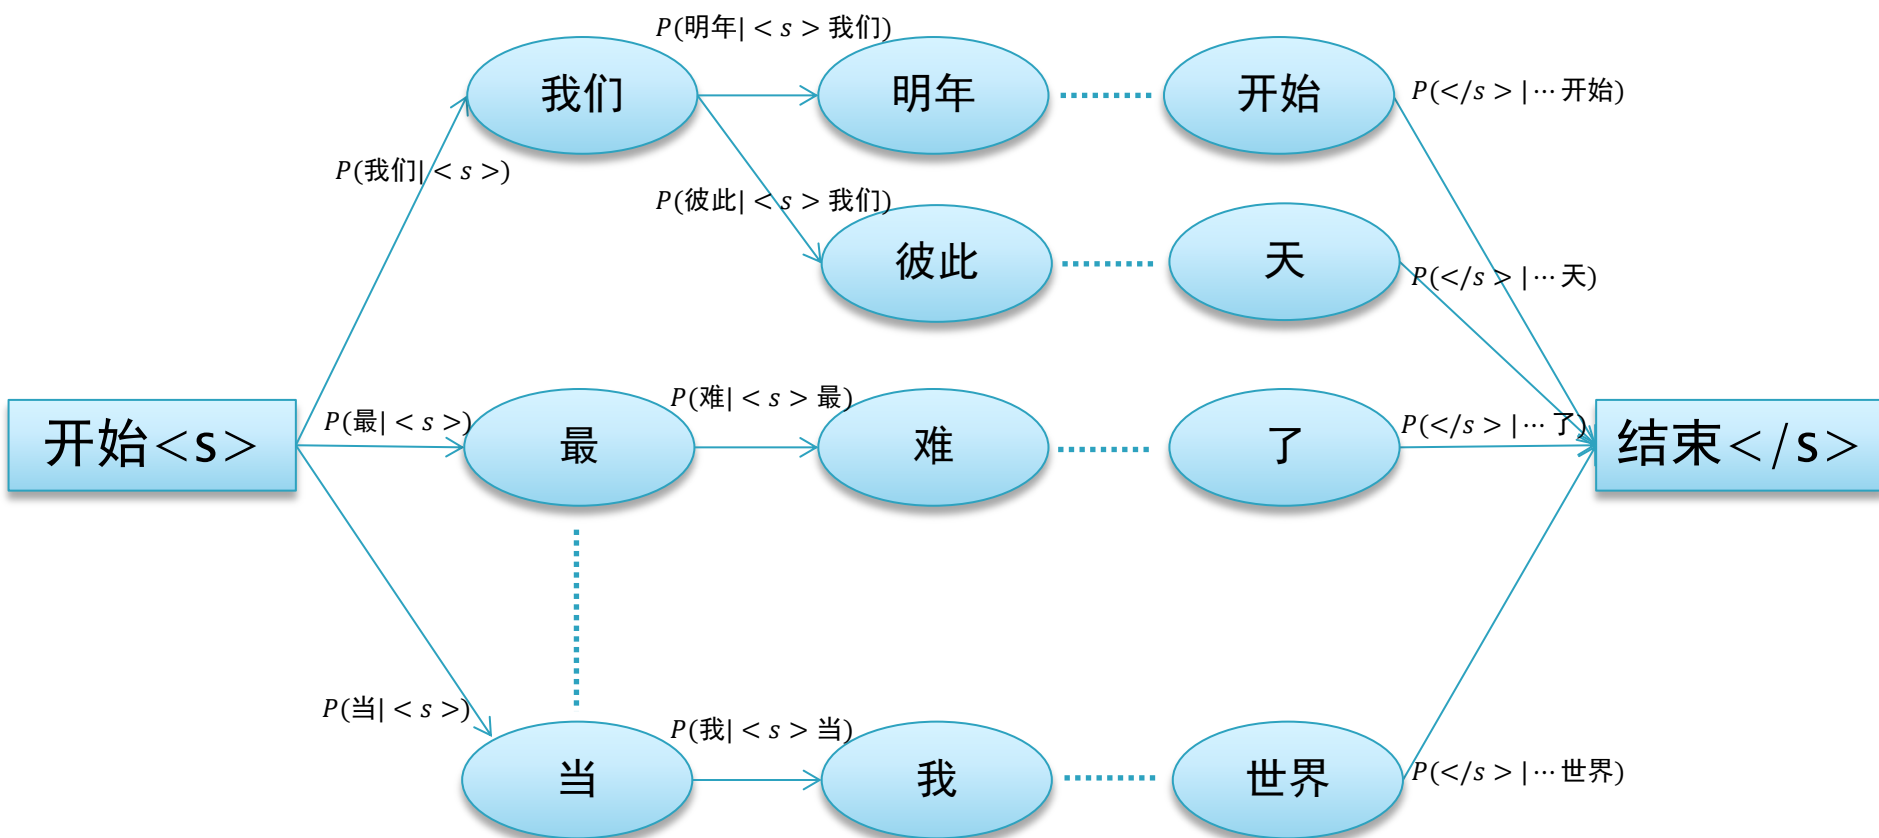 P(明年| < s > 我们)
我们
明年
开始
P(</s > | ⋯ 开始)
P(我们| < s >)
P(彼此| < s > 我们)
彼此
天
P(</s > | ⋯ 天)
开始<s>
P(最| < s >)
最
P(难| < s > 最)
难
了
P(</s > | ⋯ 了)
结束</s>
P(当| < s >)
当
P(我| < s > 当)
我
世界
P(</s > | ⋯ 世界)